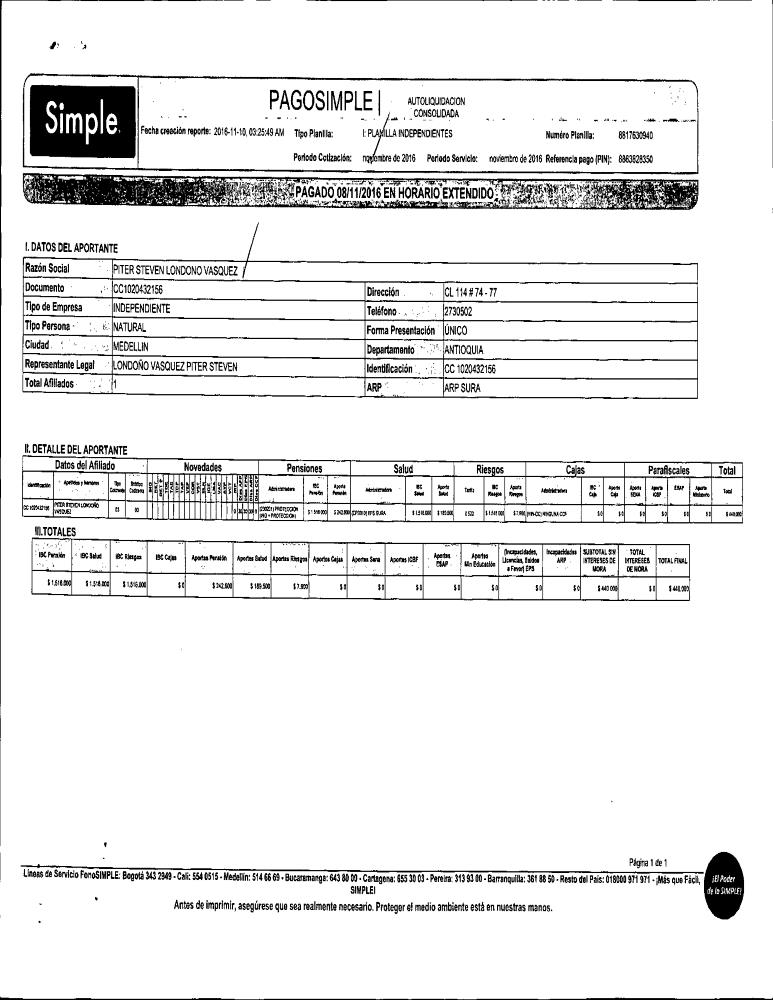 Simple.
PAGOSIMPLE | AUTOLIQUIDACION
CONSOLIDADA
Fecha creación reporte: 2016-11-10, 03:25:49 AM Tipo Planilla: I: PLANILLA INDEPENDIENTES Numéro Planilla: 8817630940
Periodo Cotización: noviembre de 2016 Periodo Servicio: noviembre de 2016 Referencia pago (PIN): 8863828350
PAGADO 08/11/2016 EN HORARIO EXTENDIDO
I. DATOS DEL APORTANTE
Razón Social PITER STEVEN LONDONO VASQUEZ
Documento CC1020432156 Dirección CL 114 # 74 - 77
Tipo de Empresa INDEPENDIENTE Teléfono 2730502
Tipo Persona NATURAL Forma Presentación ÚNICO
Ciudad MEDELLIN Departamento ANTIOQUIA
Representante Legal LONDOÑO VASQUEZ PITER STEVEN Identificación CC 1020432156
Total Afiliados 1 ARP ARP SURA
II. DETALLE DEL APORTANTE
Datos del Afiliado Novedades Pensiones Salud Riesgos Cajas Parafiscales Total
Identificación Apellidos y Nombres Tipo Cotizante Administradora IBC Pensión Aporte Pensión Administradora IBC Salud Aporte Salud Tarifa IBC Riesgos Aporte Riesgos Administradora IBC Caja Aporte Caja Aporte SENA Aporte ICBF ESAP Aporte Ministerio Total
CC 1020432156 PITER STEVEN LONDOÑO VASQUEZ $ 1.516.000 $ 242.600 EPS SURA $ 1.516.000 $ 189.500 0.522 $ 1.516.000 $ 7.900 NINGUNA CCF $ 0 $ 0 $ 0 $ 0 $ 0 $ 0 $ 440.000
III.TOTALES
IBC Pensión IBC Salud IBC Riesgos IBC Cajas Aportes Pensión Aportes Salud Aportes Riesgos Aportes Cajas Aportes Sena Aportes ICBF Aportes ESAP Aportes Min Educación (Incapacidades, Licencias, Saldos a Favor) EPS Incapacidades ARP SUBTOTAL SIN INTERESES DE MORA TOTAL INTERESES DE MORA TOTAL FINAL
$ 1.516.000 $ 1.516.000 $ 1.516.000 $ 0 $ 242.600 $ 189.500 $ 7.900 $ 0 $ 0 $ 0 $ 0 $ 0 $ 0 $ 0 $ 440.000 $ 0 $ 440.000
Página 1 de 1
Líneas de Servicio FonoSIMPLE: Bogotá 343 2949 - Cali: 554 0515 - Medellín: 514 66 69 - Bucaramanga: 643 80 00 - Cartagena: 655 30 03 - Pereira: 313 93 00 - Barranquilla: 361 88 50 - Resto del País: 018000 971 971 - ¡Más que Fácil,
SIMPLE!
¡El Poder
de lo SIMPLE!
Antes de imprimir, asegúrese que sea realmente necesario. Proteger el medio ambiente está en nuestras manos.